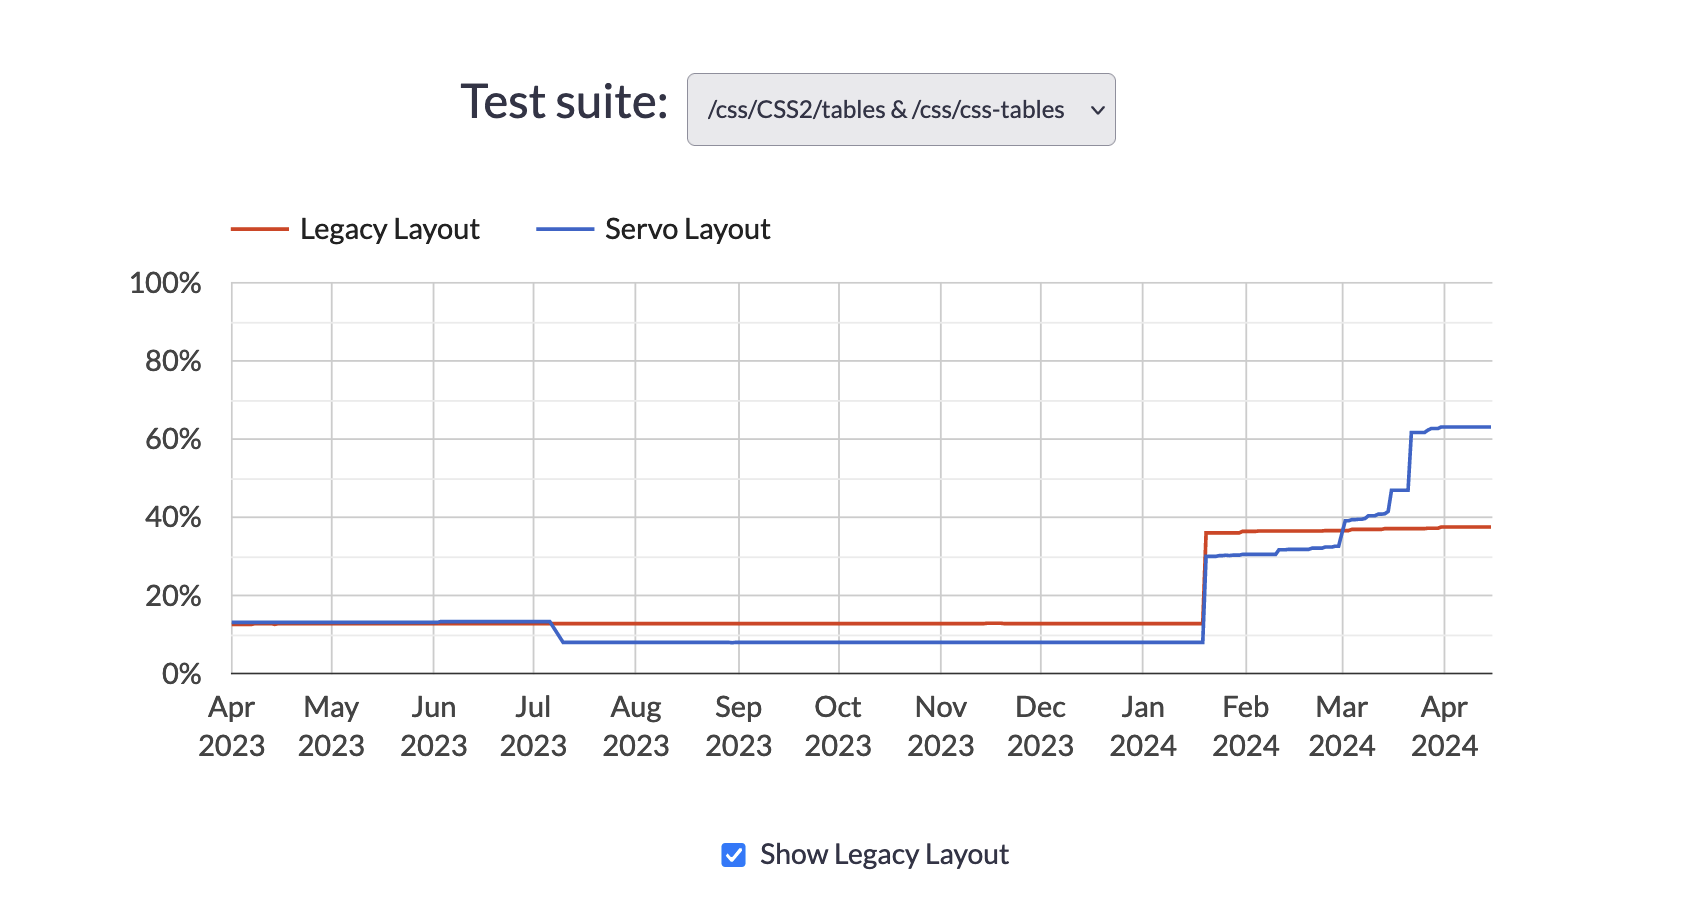 Test suite: /css/CSS2/tables & /css/css-tables
Legacy Layout Servo Layout
100%
80%
60%
40%
20%
0%
Apr 2023
May 2023
Jun 2023
Jul 2023
Aug 2023
Sep 2023
Oct 2023
Nov 2023
Dec 2023
Jan 2024
Feb 2024
Mar 2024
Apr 2024
Show Legacy Layout